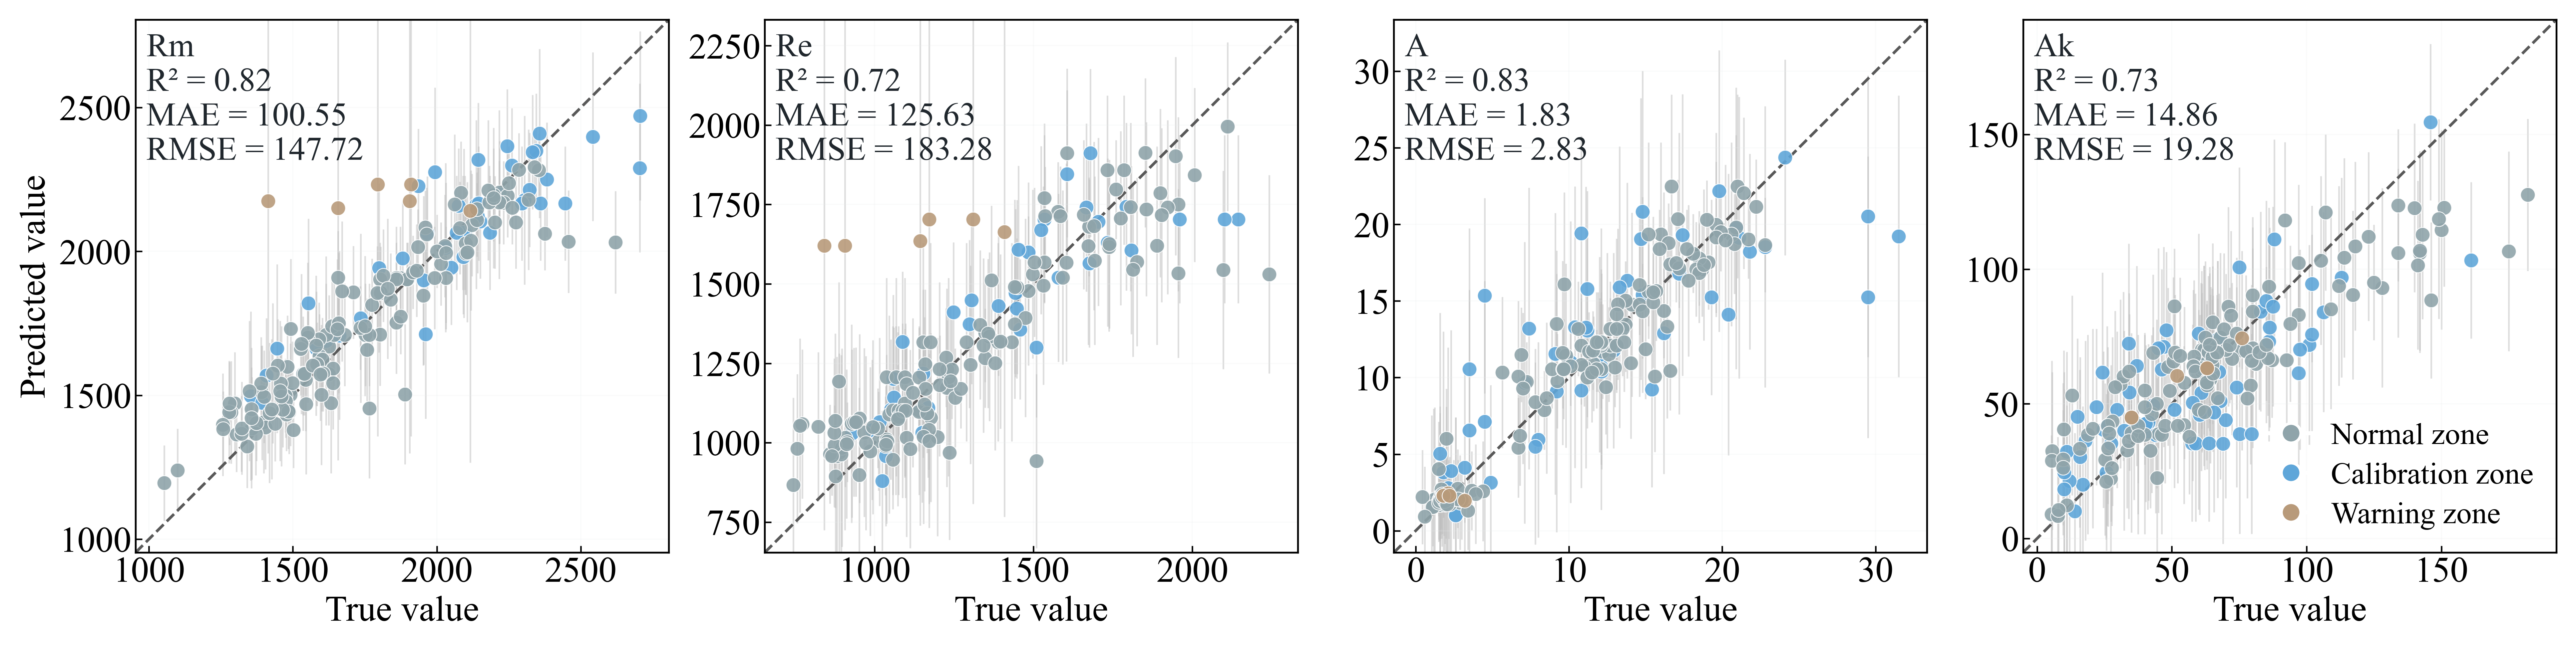 Predicted value
Rm
R² = 0.82
MAE = 100.55
RMSE = 147.72
2500
2000
1500
1000
1000 1500 2000 2500
True value
Re
R² = 0.72
MAE = 125.63
RMSE = 183.28
2250
2000
1750
1500
1250
1000
750
1000 1500 2000
True value
A
R² = 0.83
MAE = 1.83
RMSE = 2.83
30
25
20
15
10
5
0
0 10 20 30
True value
Ak
R² = 0.73
MAE = 14.86
RMSE = 19.28
150
100
50
0
Normal zone
Calibration zone
Warning zone
0 50 100 150
True value